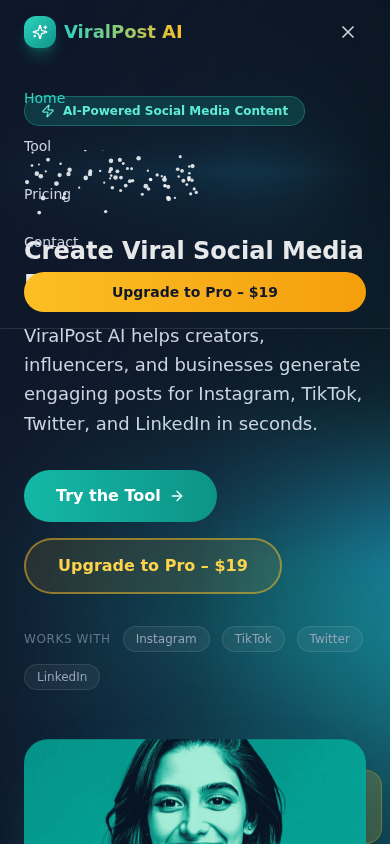 ViralPost AI
Home
AI-Powered Social Media Content
Tool
Pricing
Contact
Create Viral Social Media
Upgrade to Pro – $19
ViralPost AI helps creators,
influencers, and businesses generate
engaging posts for Instagram, TikTok,
Twitter, and LinkedIn in seconds.
Try the Tool →
Upgrade to Pro – $19
WORKS WITH Instagram TikTok Twitter
LinkedIn